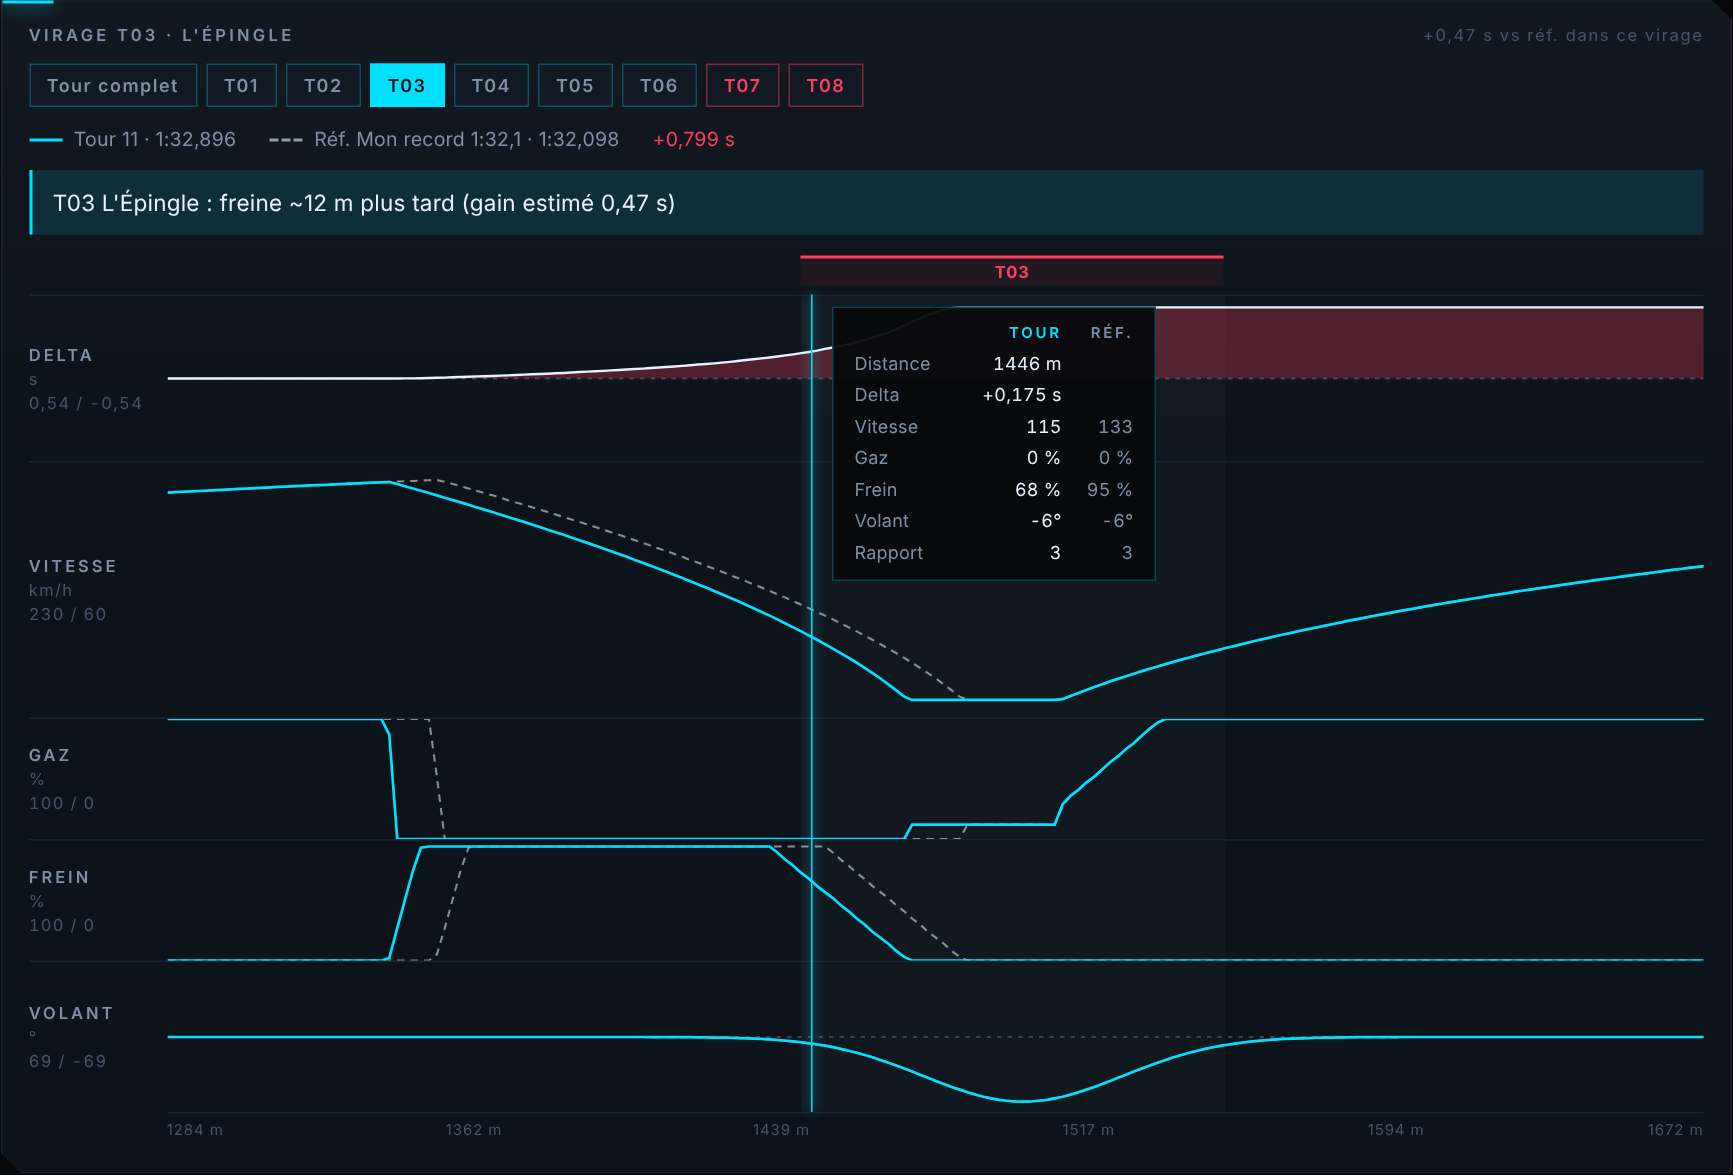 VIRAGE T03 · L'ÉPINGLE
+0,47 s vs réf. dans ce virage
Tour complet T01 T02 T03 T04 T05 T06 T07 T08
Tour 11 · 1:32,896 Réf. Mon record 1:32,1 · 1:32,098 +0,799 s
T03 L'Épingle : freine ~12 m plus tard (gain estimé 0,47 s)
T03
TOUR RÉF.
Distance 1446 m
Delta +0,175 s
Vitesse 115 133
Gaz 0 % 0 %
Frein 68 % 95 %
Volant -6° -6°
Rapport 3 3
DELTA
s
0,54 / -0,54
VITESSE
km/h
230 / 60
GAZ
%
100 / 0
FREIN
%
100 / 0
VOLANT
°
69 / -69
1284 m 1362 m 1439 m 1517 m 1594 m 1672 m